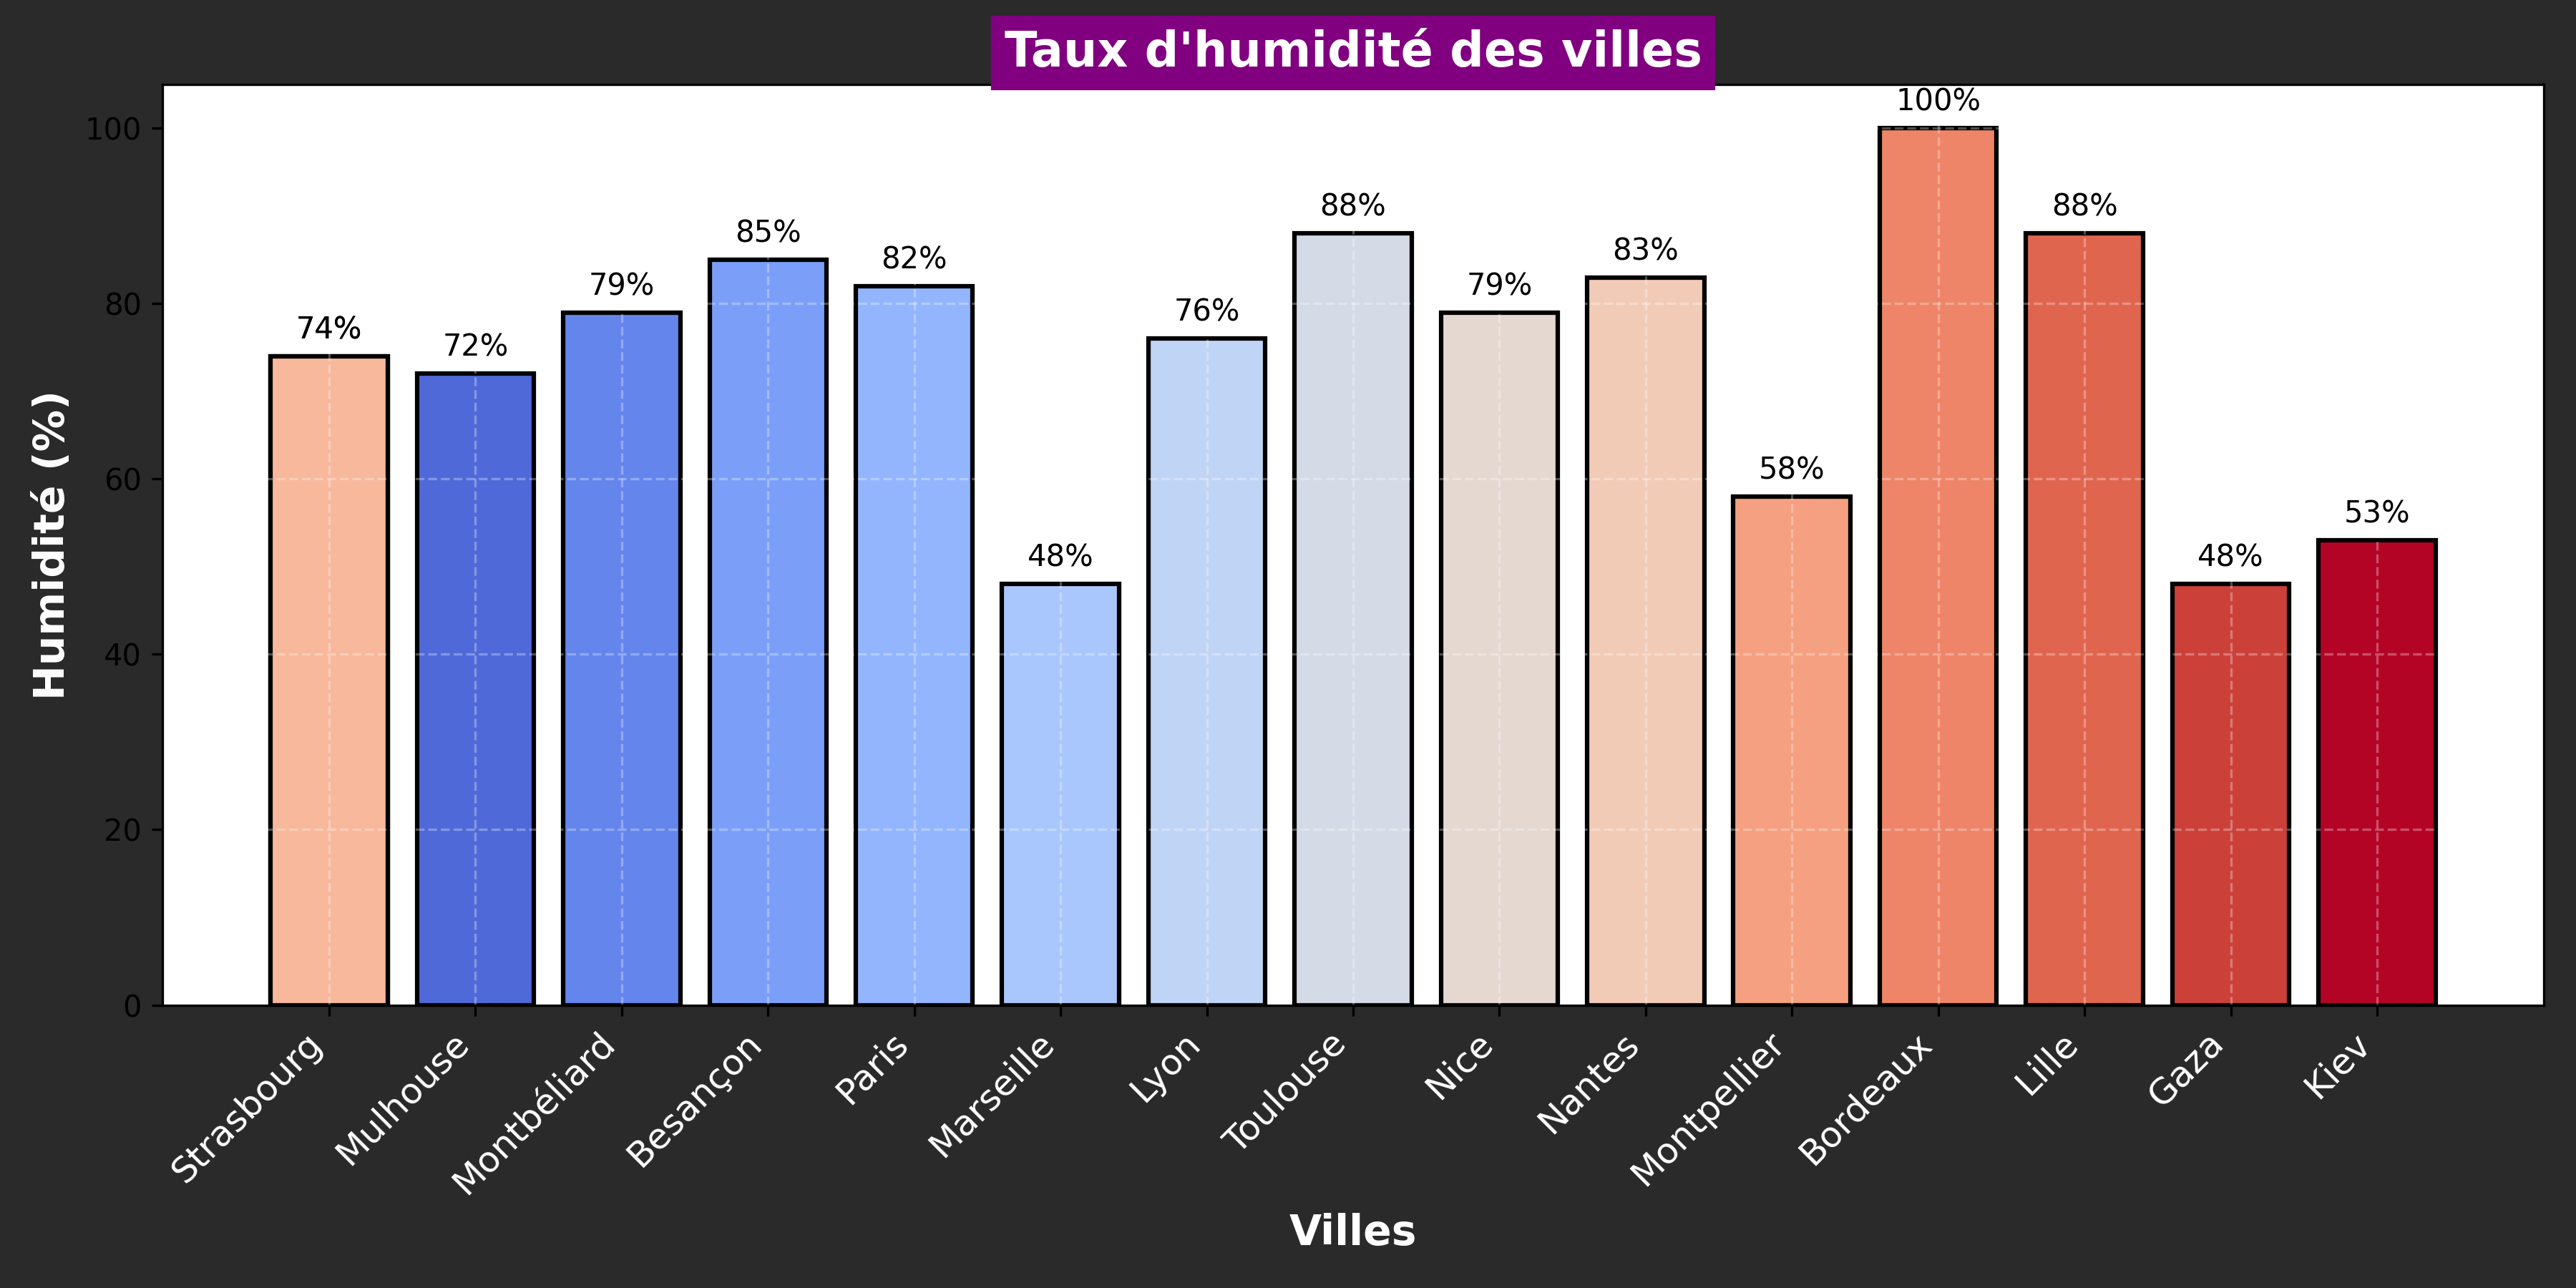 Taux d'humidité des villes
Humidité (%)
100
80
60
40
20
0
74%
72%
79%
85%
82%
48%
76%
88%
79%
83%
58%
100%
88%
48%
53%
Strasbourg
Mulhouse
Montbéliard
Besançon
Paris
Marseille
Lyon
Toulouse
Nice
Nantes
Montpellier
Bordeaux
Lille
Gaza
Kiev
Villes